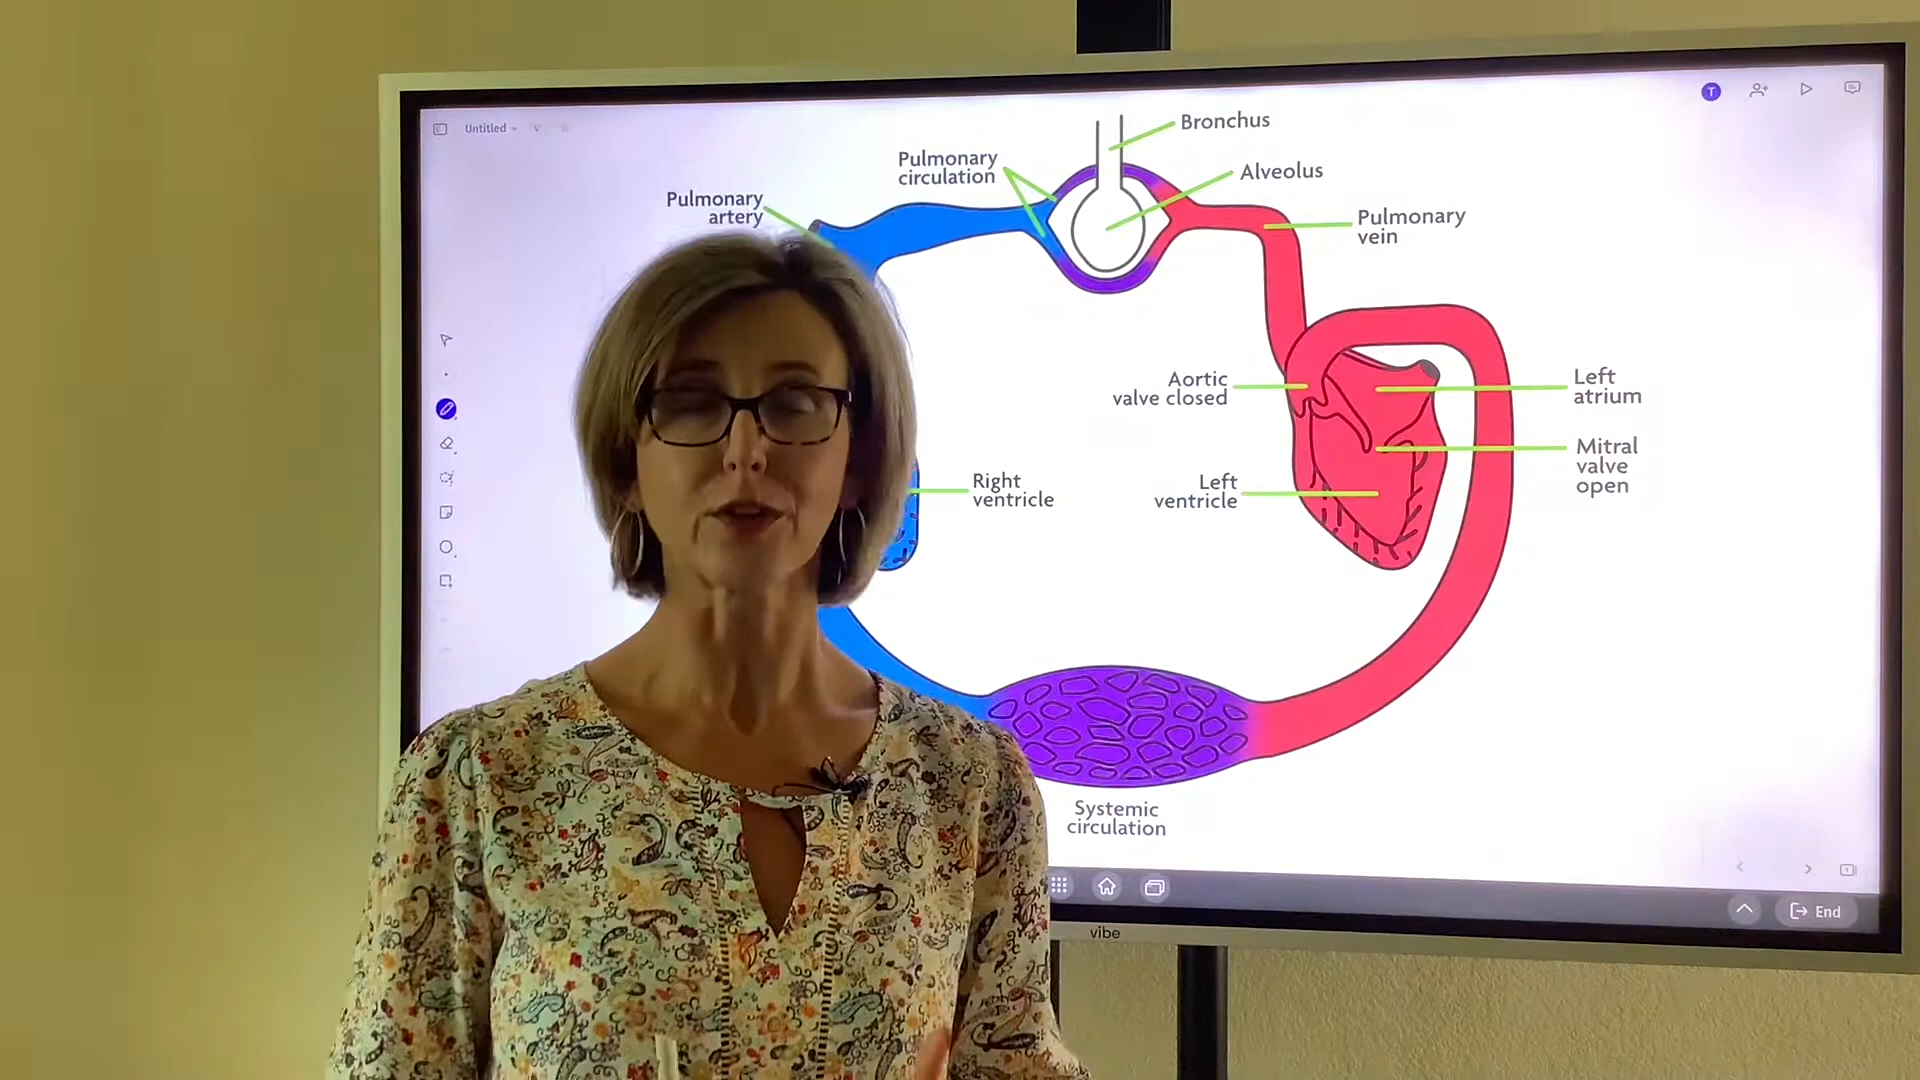 Untitled
T
Bronchus
Pulmonary
circulation
Alveolus
Pulmonary
artery
Pulmonary
vein
Aortic
valve closed
Left
atrium
Mitral
valve
open
Right
ventricle
Left
ventricle
Systemic
circulation
End
vibe